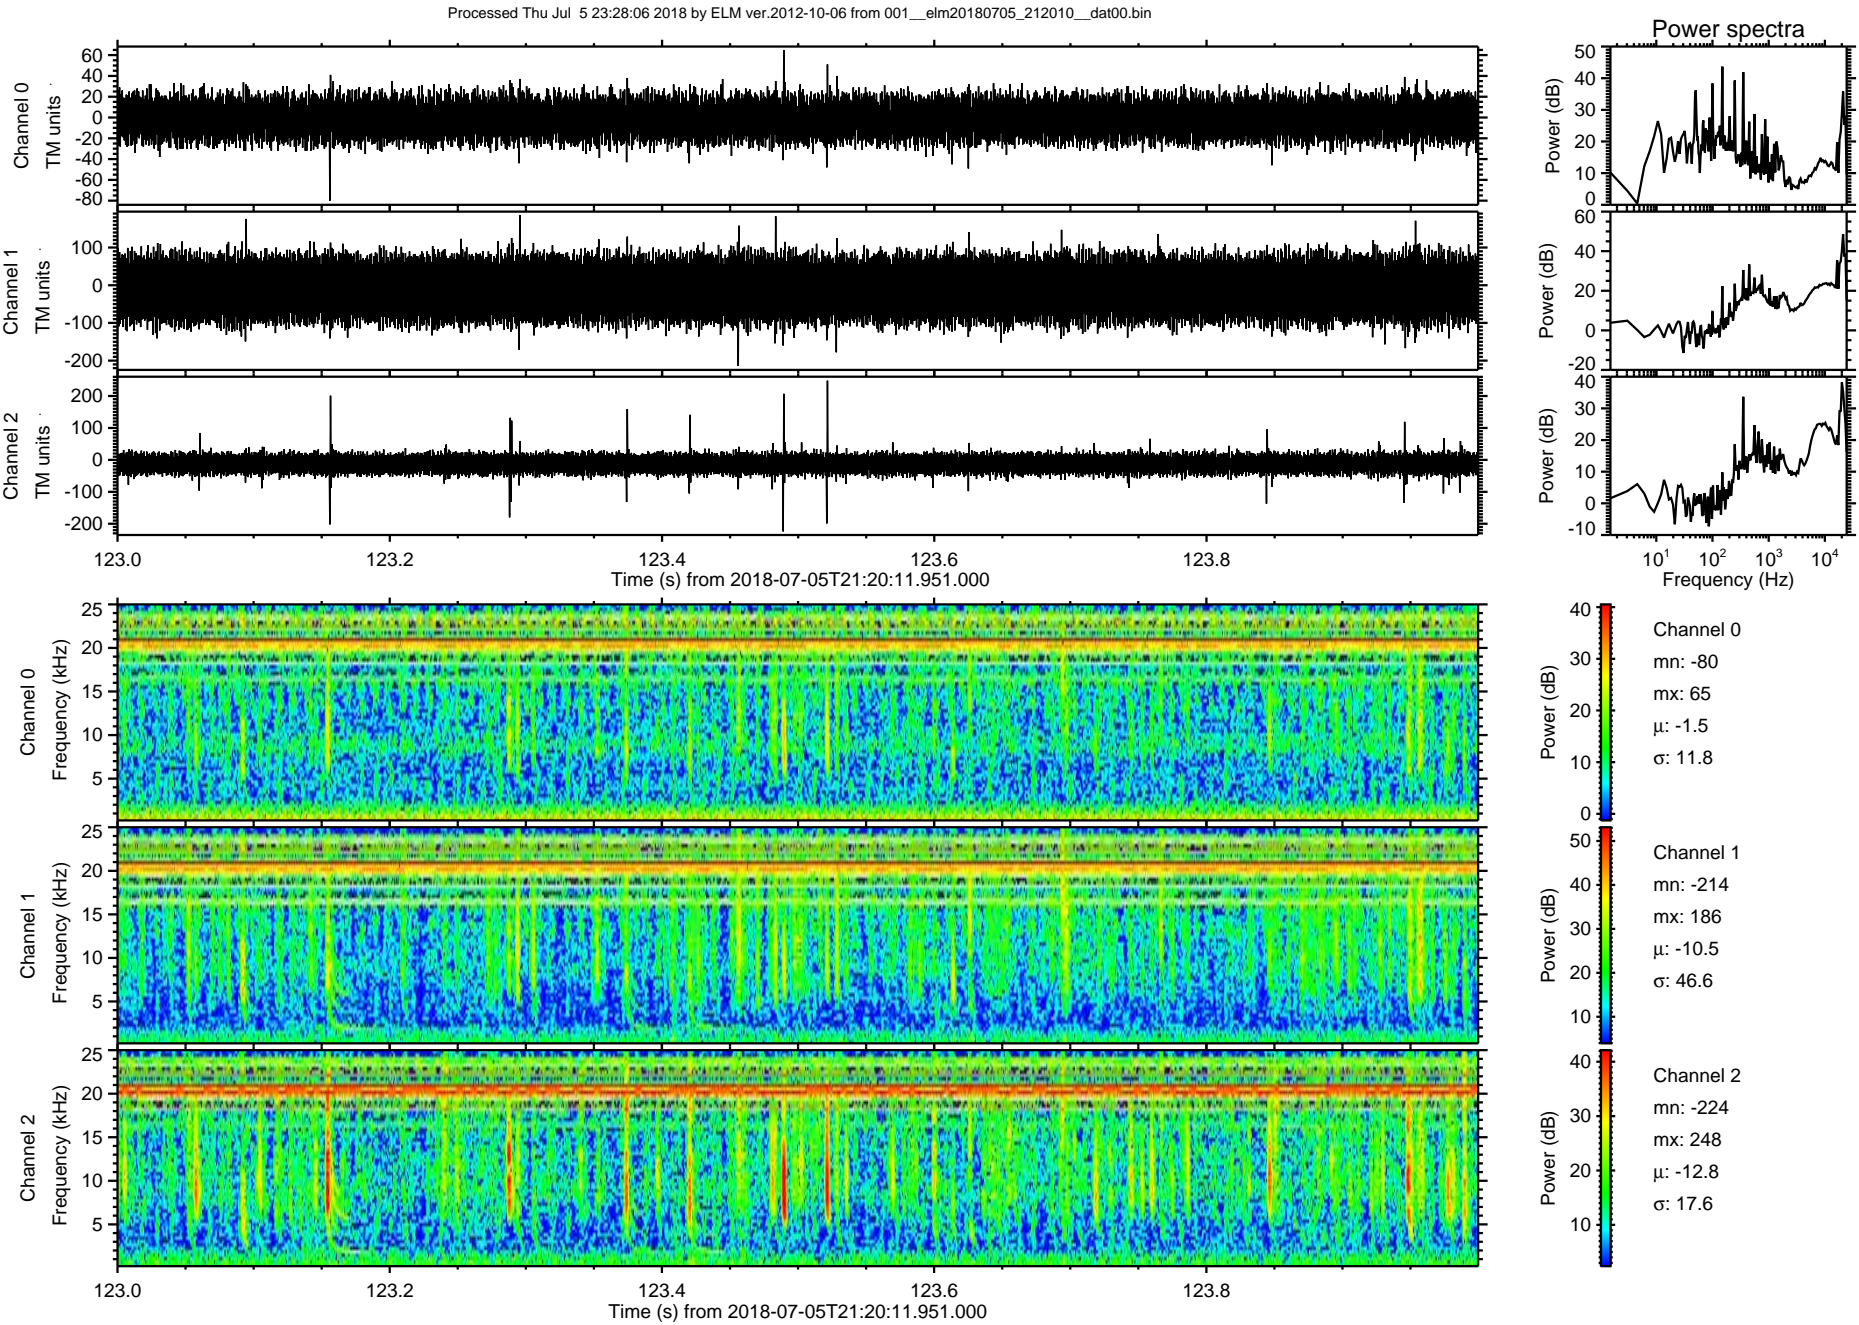 Processed Thu Jul 5 23:28:06 2018 by ELM ver.2012-10-06 from 001__elm20180705_212010__dat00.bin
Power spectra
Channel 0
TM units
60
40
20
0
-20
-40
-60
-80
Power (dB)
50
40
30
20
10
0
Channel 1
TM units
100
0
-100
-200
Power (dB)
60
40
20
0
-20
Channel 2
TM units
200
100
0
-100
-200
Power (dB)
40
30
20
10
0
-10
123.0 123.2 123.4 123.6 123.8
Time (s) from 2018-07-05T21:20:11.951.000
10¹ 10² 10³ 10⁴
Frequency (Hz)
Channel 0
Frequency (kHz)
25
20
15
10
5
Power (dB)
40
30
20
10
0
Channel 0
mn: -80
mx: 65
μ: -1.5
σ: 11.8
Channel 1
Frequency (kHz)
25
20
15
10
5
Power (dB)
50
40
30
20
10
Channel 1
mn: -214
mx: 186
μ: -10.5
σ: 46.6
Channel 2
Frequency (kHz)
25
20
15
10
5
Power (dB)
40
30
20
10
Channel 2
mn: -224
mx: 248
μ: -12.8
σ: 17.6
123.0 123.2 123.4 123.6 123.8
Time (s) from 2018-07-05T21:20:11.951.000